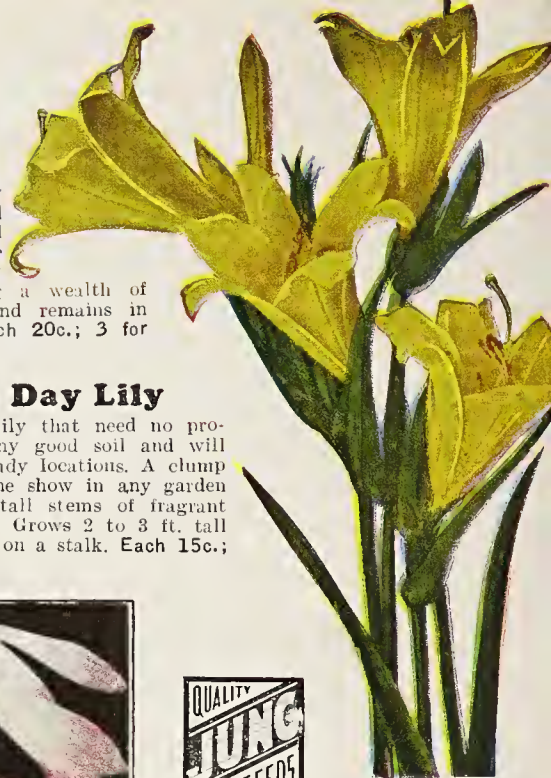 a wealth of
nd remains in
ch 20c.; 3 for
Day Lily
ily that need no pro-
ny good soil and will
ady locations. A clump
ne show in any garden
tall stems of fragrant
Grows 2 to 3 ft. tall
on a stalk. Each 15c.;
QUALITY
JUNG
SEEDS